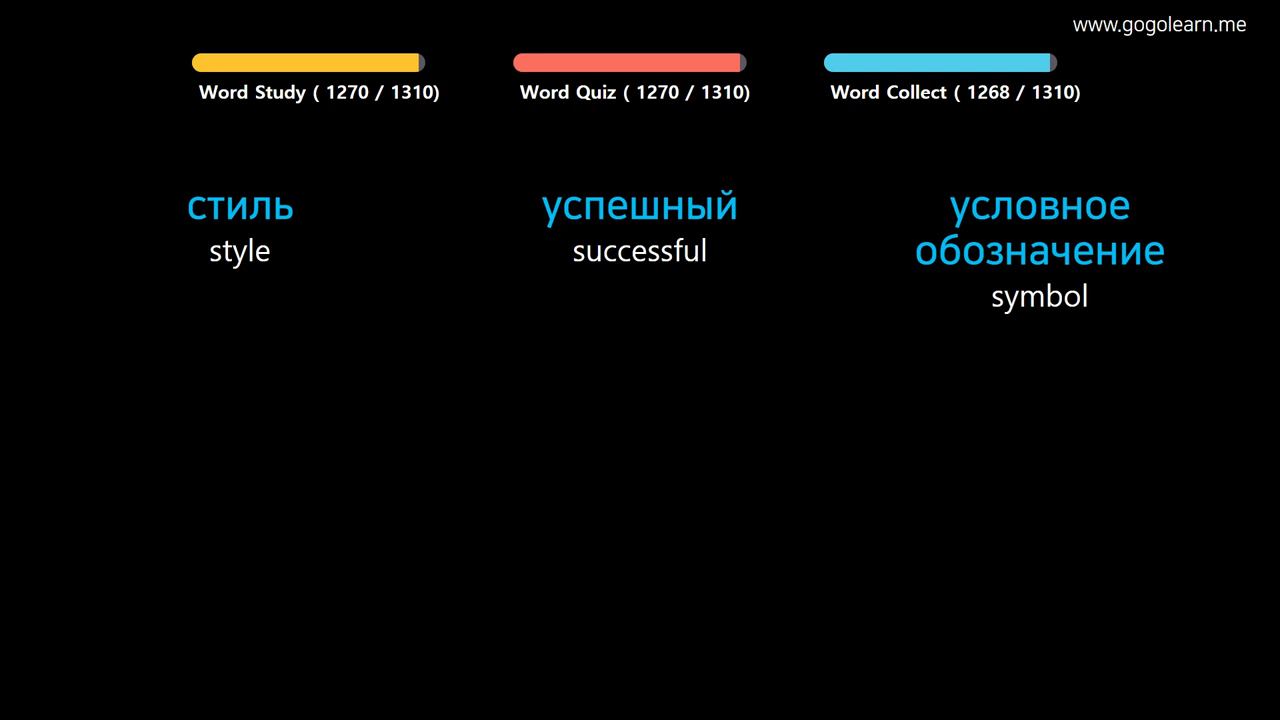 www.gogolearn.me
Word Study ( 1270 / 1310)
Word Quiz ( 1270 / 1310)
Word Collect ( 1268 / 1310)
стиль
style
успешный
successful
условное
обозначение
symbol